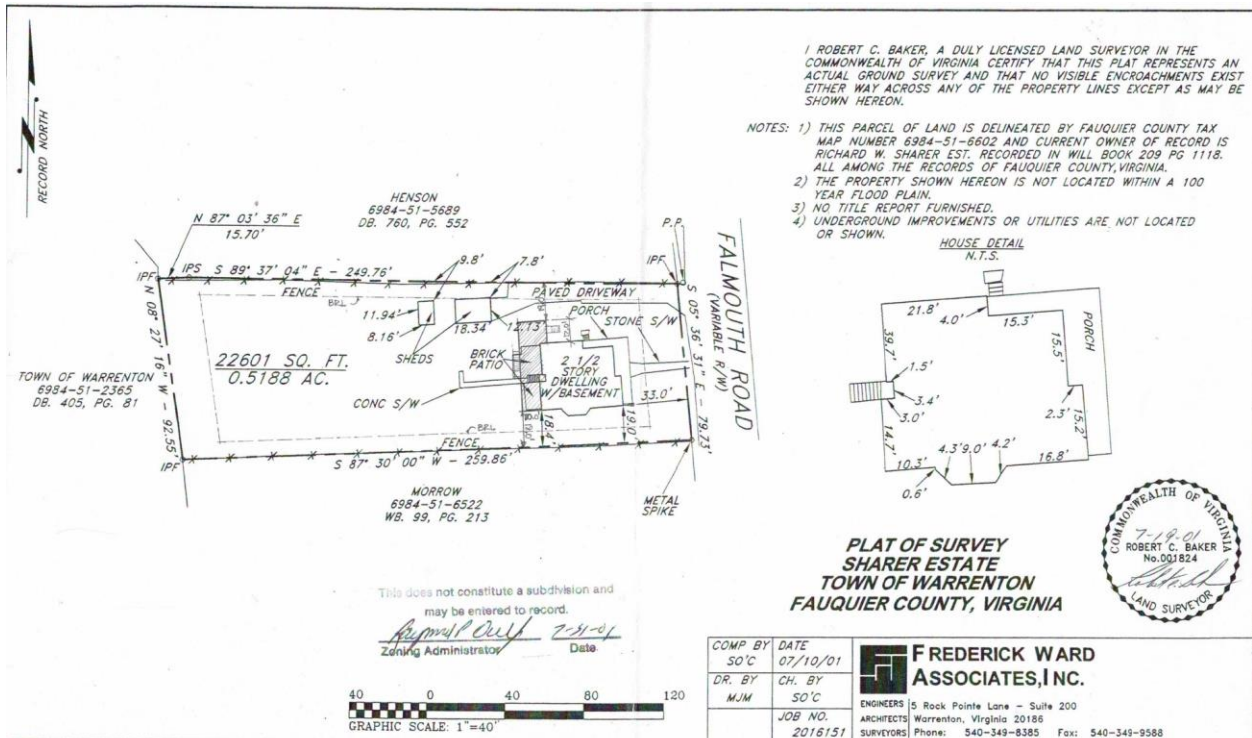 I ROBERT C. BAKER, A DULY LICENSED LAND SURVEYOR IN THE
COMMONWEALTH OF VIRGINIA CERTIFY THAT THIS PLAT REPRESENTS AN
ACTUAL GROUND SURVEY AND THAT NO VISIBLE ENCROACHMENTS EXIST
EITHER WAY ACROSS ANY OF THE PROPERTY LINES EXCEPT AS MAY BE
SHOWN HEREON.
NOTES: 1) THIS PARCEL OF LAND IS DELINEATED BY FAUQUIER COUNTY TAX
MAP NUMBER 6984-51-6602 AND CURRENT OWNER OF RECORD IS
RICHARD W. SHARER EST. RECORDED IN WILL BOOK 209 PG 1118.
ALL AMONG THE RECORDS OF FAUQUIER COUNTY, VIRGINIA.
2) THE PROPERTY SHOWN HEREON IS NOT LOCATED WITHIN A 100
YEAR FLOOD PLAIN.
3) NO TITLE REPORT FURNISHED.
4) UNDERGROUND IMPROVEMENTS OR UTILITIES ARE NOT LOCATED
OR SHOWN.
RECORD NORTH
HENSON
6984-51-5689
DB. 760, PG. 552
N 87° 03' 36" E
15.70'
IPF
IPS
S 89° 37' 04" E - 249.76'
9.8'
7.8'
IPF
P.P.
FENCE
BRL
PAVED DRIVEWAY
FALMOUTH ROAD
(VARIABLE R/W)
N 08° 27' 16" W - 92.55'
S 05° 36' 31" E - 79.73'
11.94'
8.16'
18.34'
12.13'
SHEDS
PORCH
STONE S/W
BRICK
PATIO
2 1/2
STORY
DWELLING
W/BASEMENT
33.0'
22601 SQ. FT.
0.5188 AC.
TOWN OF WARRENTON
6984-51-2365
DB. 405, PG. 81
CONC S/W
18.4'
19.0'
BRL
FENCE
IPF
S 87° 30' 00" W - 259.86'
MORROW
6984-51-6522
WB. 99, PG. 213
METAL
SPIKE
HOUSE DETAIL
N.T.S.
21.8'
4.0'
15.3'
39.7'
15.5'
PORCH
1.5'
3.4'
3.0'
2.3'
15.2'
14.7'
10.3'
4.3'
9.0'
4.2'
16.8'
0.6'
PLAT OF SURVEY
SHARER ESTATE
TOWN OF WARRENTON
FAUQUIER COUNTY, VIRGINIA
COMMONWEALTH OF VIRGINIA
7-19-01
ROBERT C. BAKER
No.001824
LAND SURVEYOR
This does not constitute a subdivision and
may be entered to record.
7-31-01
Zoning Administrator Date
40 0 40 80 120
GRAPHIC SCALE: 1"=40'
COMP BY DATE
SO'C 07/10/01
DR. BY CH. BY
MJM SO'C
JOB NO.
2016151
FREDERICK WARD
ASSOCIATES, INC.
ENGINEERS 5 Rock Pointe Lane - Suite 200
ARCHITECTS Warrenton, Virginia 20186
SURVEYORS Phone: 540-349-8385 Fax: 540-349-9588